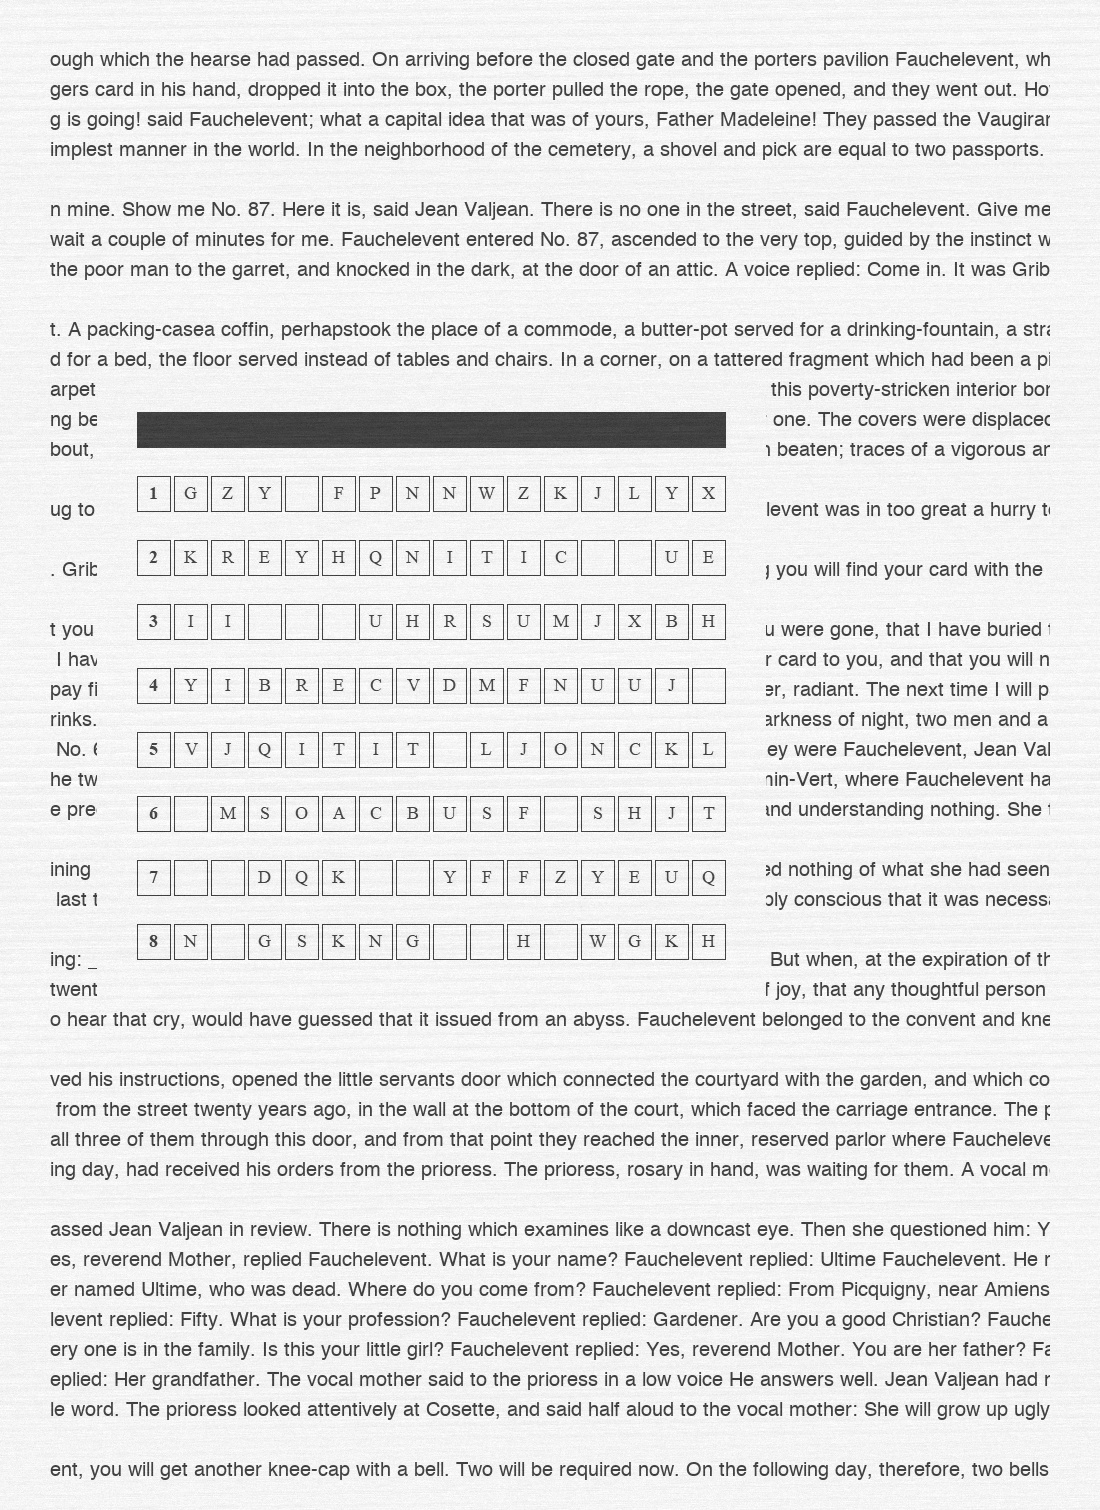 ough which the hearse had passed. On arriving before the closed gate and the porters pavilion Fauchelevent, wh
gers card in his hand, dropped it into the box, the porter pulled the rope, the gate opened, and they went out. Ho
g is going! said Fauchelevent; what a capital idea that was of yours, Father Madeleine! They passed the Vaugirar
implest manner in the world. In the neighborhood of the cemetery, a shovel and pick are equal to two passports.
n mine. Show me No. 87. Here it is, said Jean Valjean. There is no one in the street, said Fauchelevent. Give me
wait a couple of minutes for me. Fauchelevent entered No. 87, ascended to the very top, guided by the instinct w
the poor man to the garret, and knocked in the dark, at the door of an attic. A voice replied: Come in. It was Grib
t. A packing-casea coffin, perhapstook the place of a commode, a butter-pot served for a drinking-fountain, a stra
d for a bed, the floor served instead of tables and chairs. In a corner, on a tattered fragment which had been a pi
arpet this poverty-stricken interior bor
ng be one. The covers were displaced
bout, beaten; traces of a vigorous an
ug to levent was in too great a hurry to
. Grib you will find your card with the
t you u were gone, that I have buried
I hav r card to you, and that you will n
pay fi er, radiant. The next time I will p
rinks. arkness of night, two men and a
No. 6 ey were Fauchelevent, Jean Val
he tw in-Vert, where Fauchelevent ha
e pre and understanding nothing. She
ining ed nothing of what she had seen
last t bly conscious that it was necessa
ing: _ But when, at the expiration of th
twent f joy, that any thoughtful person
1 G Z Y F P N N W Z K J L Y X
2 K R E Y H Q N I T I C U E
3 I I U H R S U M J X B H
4 Y I B R E C V D M F N U U J
5 V J Q I T I T L J O N C K L
6 M S O A C B U S F S H J T
7 D Q K Y F F Z Y E U Q
8 N G S K N G H W G K H
o hear that cry, would have guessed that it issued from an abyss. Fauchelevent belonged to the convent and kne
ved his instructions, opened the little servants door which connected the courtyard with the garden, and which co
from the street twenty years ago, in the wall at the bottom of the court, which faced the carriage entrance. The p
all three of them through this door, and from that point they reached the inner, reserved parlor where Faucheleve
ing day, had received his orders from the prioress. The prioress, rosary in hand, was waiting for them. A vocal m
assed Jean Valjean in review. There is nothing which examines like a downcast eye. Then she questioned him: Y
es, reverend Mother, replied Fauchelevent. What is your name? Fauchelevent replied: Ultime Fauchelevent. He r
er named Ultime, who was dead. Where do you come from? Fauchelevent replied: From Picquigny, near Amiens
levent replied: Fifty. What is your profession? Fauchelevent replied: Gardener. Are you a good Christian? Fauche
ery one is in the family. Is this your little girl? Fauchelevent replied: Yes, reverend Mother. You are her father? Fa
eplied: Her grandfather. The vocal mother said to the prioress in a low voice He answers well. Jean Valjean had n
le word. The prioress looked attentively at Cosette, and said half aloud to the vocal mother: She will grow up ugly
ent, you will get another knee-cap with a bell. Two will be required now. On the following day, therefore, two bells